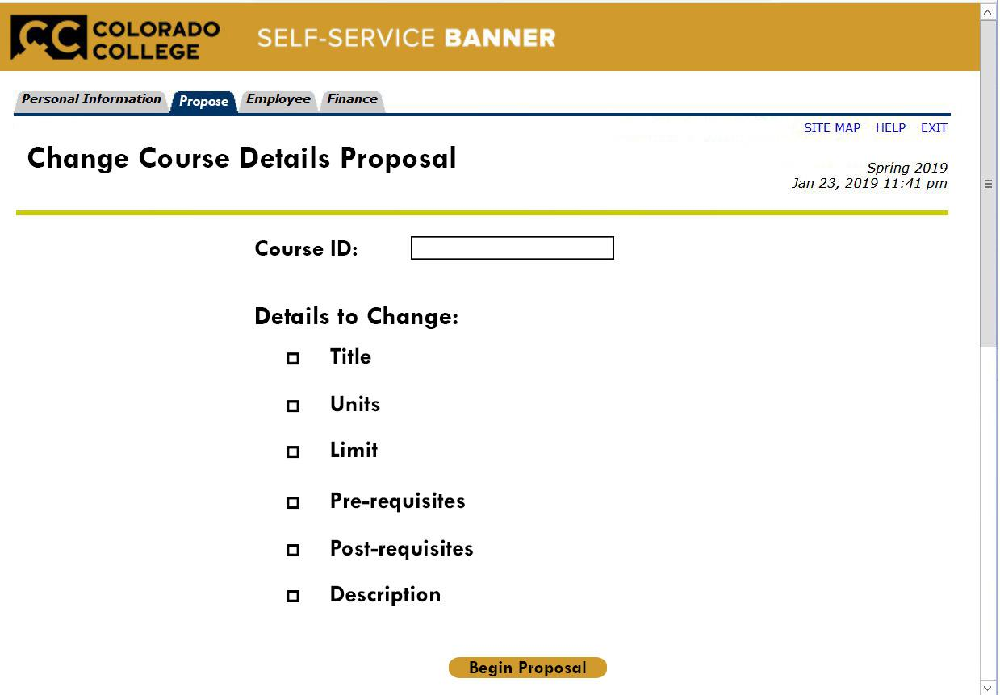 CC COLORADO COLLEGE
SELF-SERVICE BANNER
Personal Information Propose Employee Finance
SITE MAP HELP EXIT
Change Course Details Proposal
Spring 2019
Jan 23, 2019 11:41 pm
Course ID:
Details to Change:
Title
Units
Limit
Pre-requisites
Post-requisites
Description
Begin Proposal